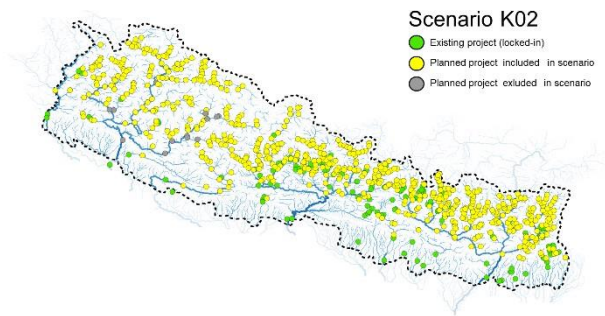 Scenario K02
Existing project (locked-in)
Planned project included in scenario
Planned project exluded in scenario